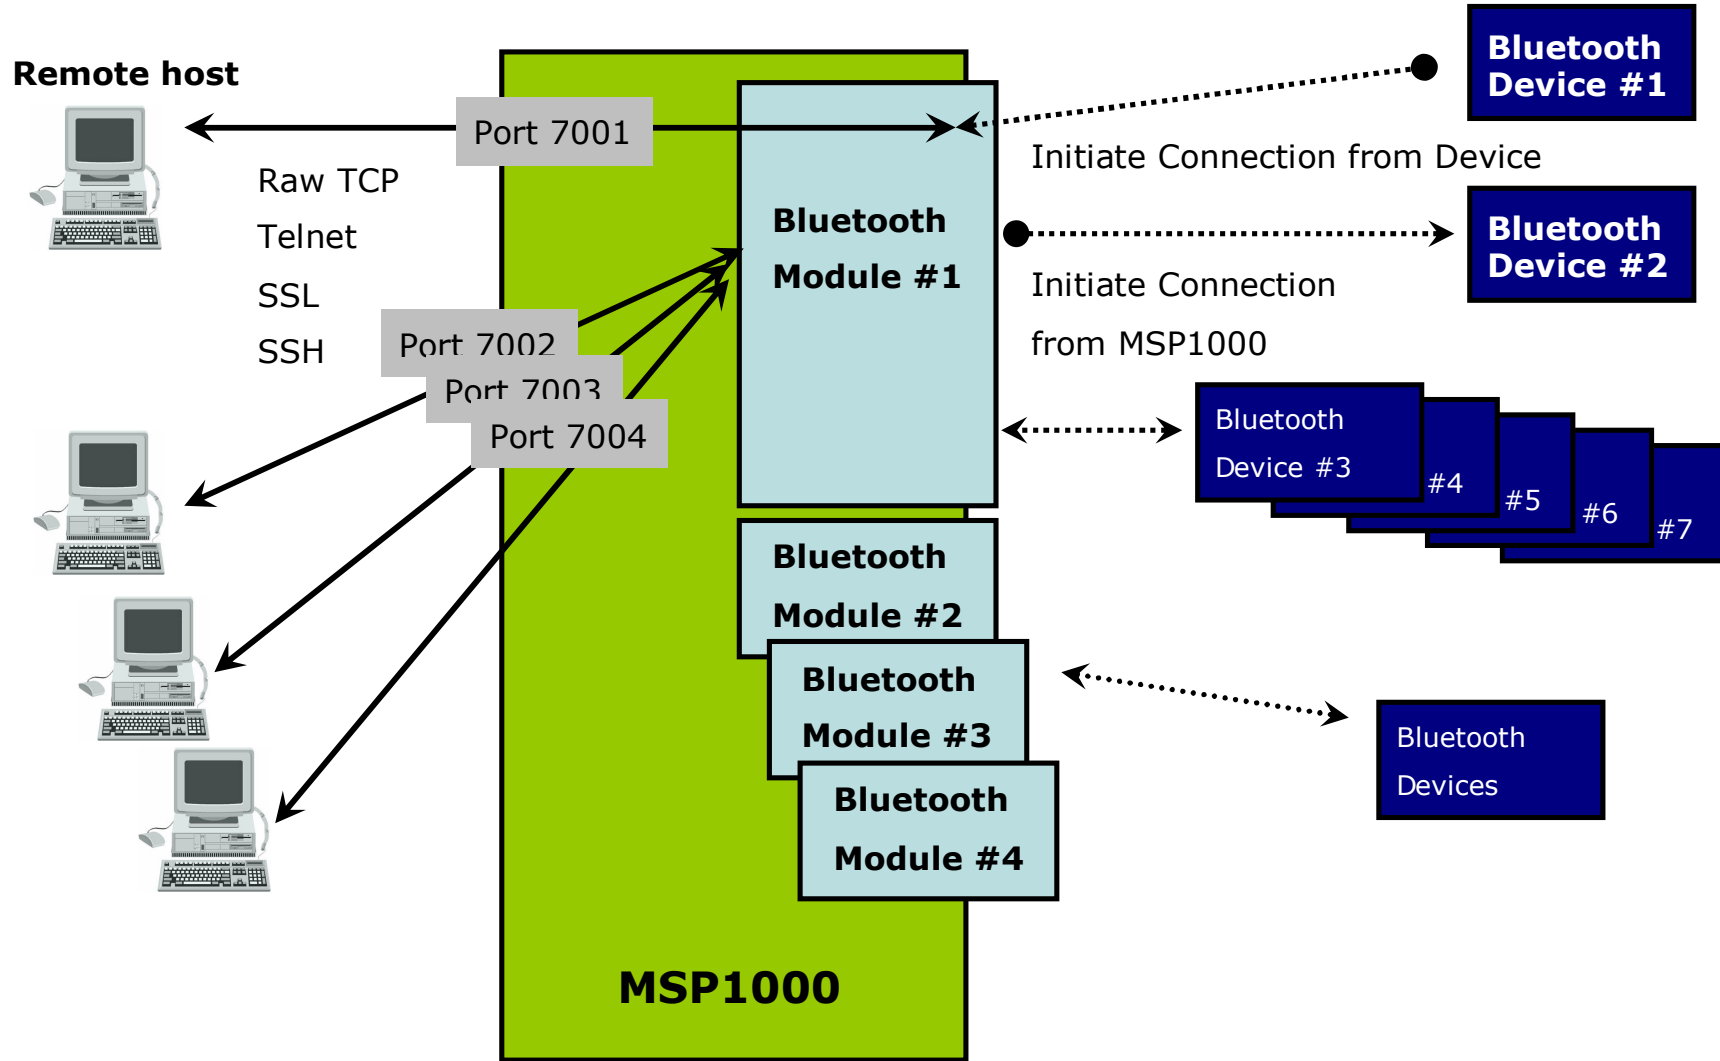 Remote host
Port 7001
Raw TCP
Telnet
SSL
SSH
Port 7002
Port 7003
Port 7004
Bluetooth
Module #1
Bluetooth
Module #2
Bluetooth
Module #3
Bluetooth
Module #4
MSP1000
Bluetooth
Device #1
Initiate Connection from Device
Bluetooth
Device #2
Initiate Connection
from MSP1000
Bluetooth
Device #3
#4
#5
#6
#7
Bluetooth
Devices